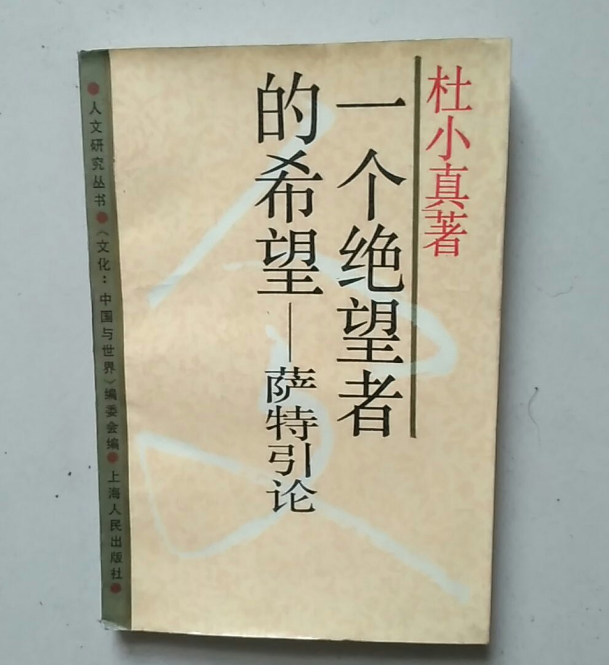 杜小真著
一个绝望者
的希望——萨特引论
●人文研究丛书●《文化：中国与世界》编委会编●上海人民出版社●